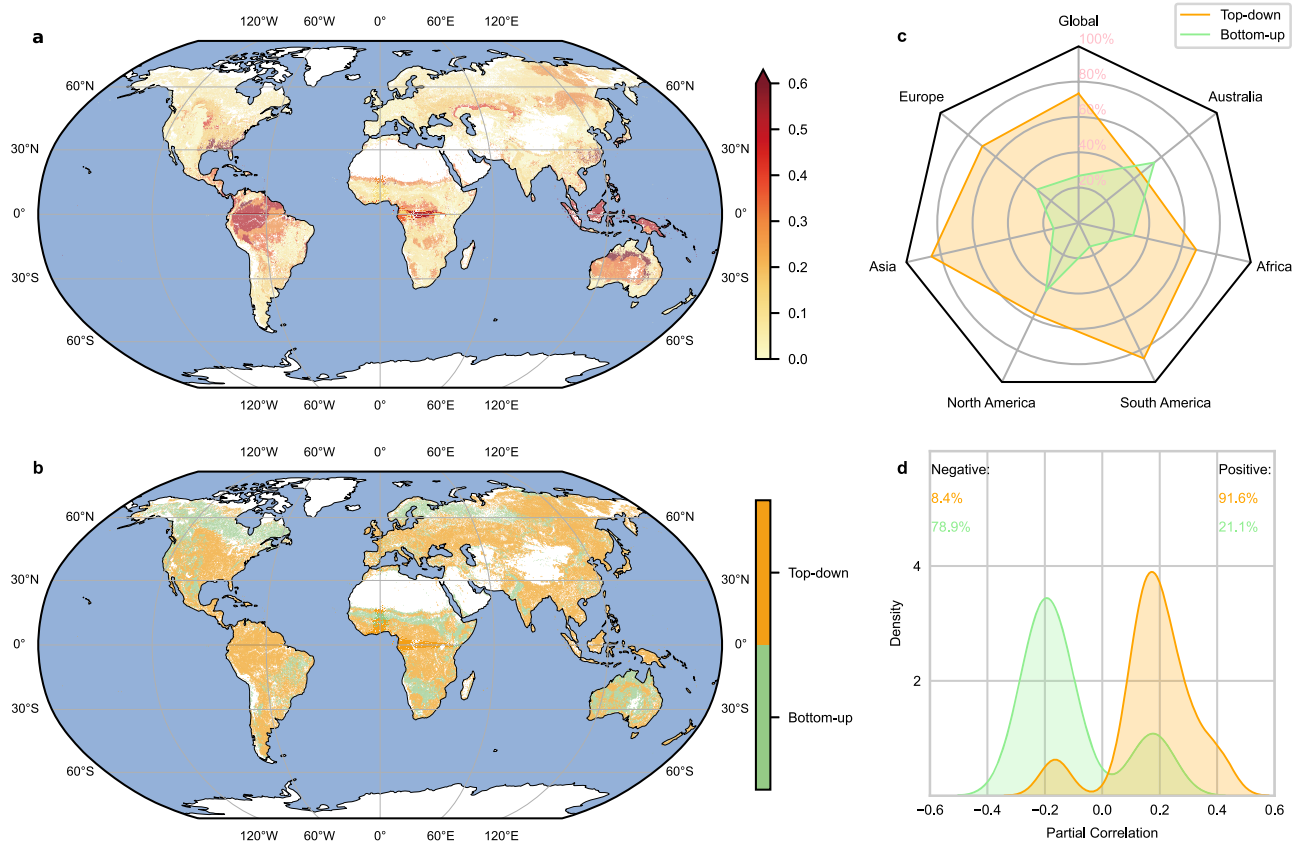 a
120°W 60°W 0° 60°E 120°E
60°N
30°N
0°
30°S
60°S
60°N
30°N
0°
30°S
60°S
120°W 60°W 0° 60°E 120°E
0.6
0.5
0.4
0.3
0.2
0.1
0.0
b
120°W 60°W 0° 60°E 120°E
60°N
30°N
0°
30°S
60°S
60°N
30°N
0°
30°S
60°S
120°W 60°W 0° 60°E 120°E
Top-down
Bottom-up
c
Top-down
Bottom-up
Global
Europe
Australia
Asia
Africa
North America
South America
100%
80%
60%
40%
20%
d
Negative: Positive:
8.4% 91.6%
78.9% 21.1%
4
2
Density
−0.6 −0.4 −0.2 0.0 0.2 0.4 0.6
Partial Correlation